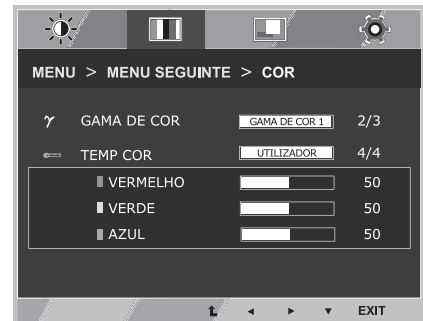 MENU > MENU SEGUINTE > COR
γ GAMA DE COR GAMA DE COR 1 2/3
TEMP COR UTILIZADOR 4/4
VERMELHO 50
VERDE 50
AZUL 50
EXIT